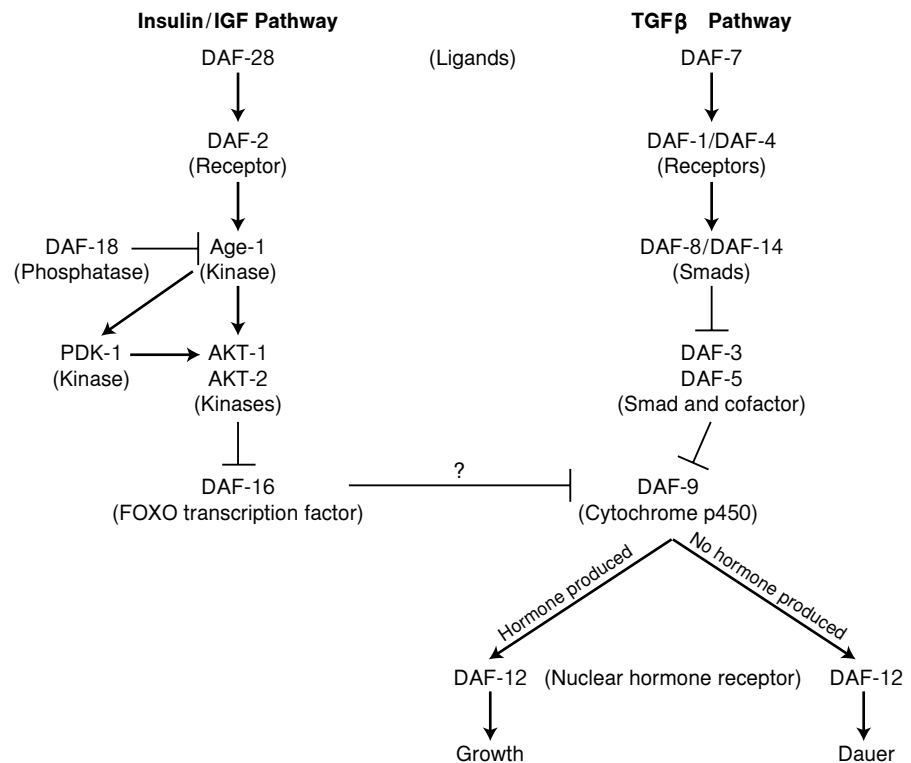 Insulin/IGF Pathway
TGFβ Pathway
DAF-28
(Ligands)
DAF-7
DAF-2
(Receptor)
DAF-1/DAF-4
(Receptors)
DAF-18
(Phosphatase)
Age-1
(Kinase)
DAF-8/DAF-14
(Smads)
PDK-1
(Kinase)
AKT-1
AKT-2
(Kinases)
DAF-3
DAF-5
(Smad and cofactor)
DAF-16
(FOXO transcription factor)
?
DAF-9
(Cytochrome p450)
Hormone produced
No hormone produced
DAF-12 (Nuclear hormone receptor) DAF-12
Growth
Dauer